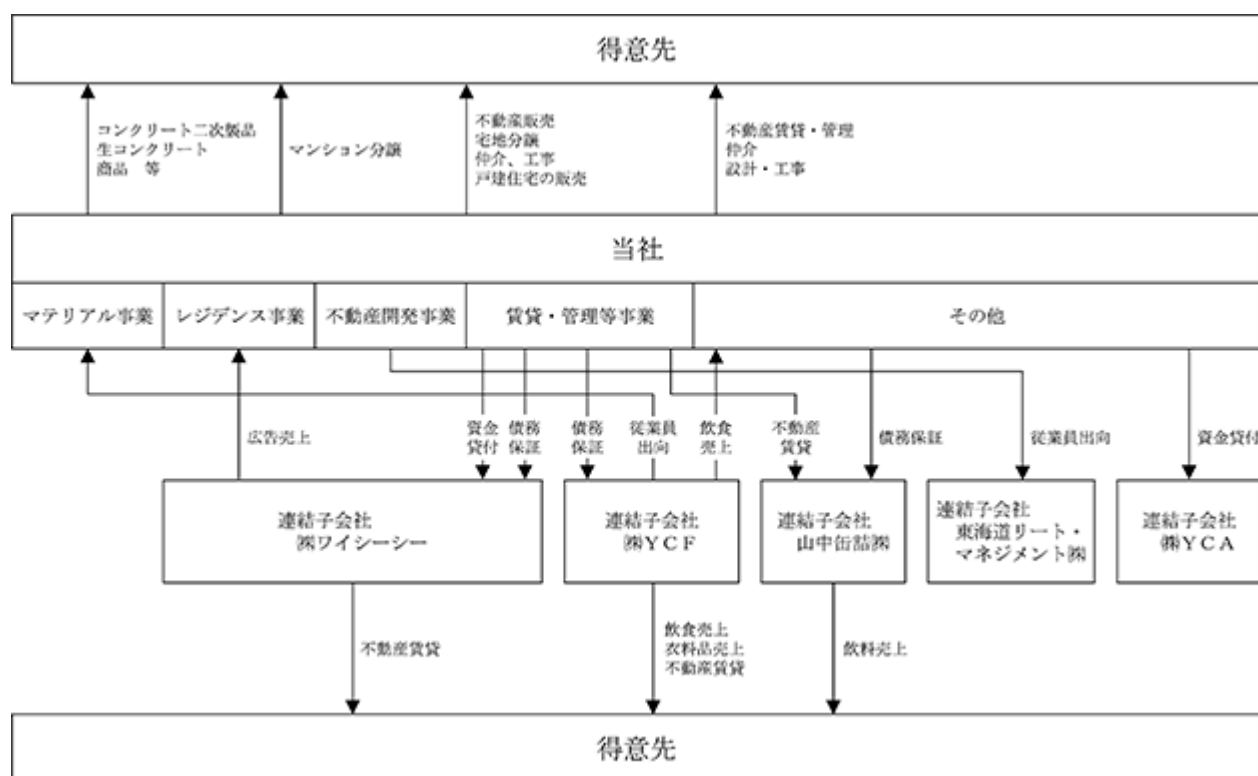 得意先
コンクリート二次製品
生コンクリート
商品 等
マンション分譲
不動産販売
宅地分譲
仲介、工事
戸建住宅の販売
不動産賃貸・管理
仲介
設計・工事
当社
マテリアル事業
レジデンス事業
不動産開発事業
賃貸・管理等事業
その他
広告売上
資金
貸付
債務
保証
債務
保証
従業員
出向
飲食
売上
不動産
賃貸
債務保証
従業員出向
資金貸付
連結子会社
㈱ワイシーシー
連結子会社
㈱YCF
連結子会社
山中缶詰㈱
連結子会社
東海道リート・
マネジメント㈱
連結子会社
㈱YCA
不動産賃貸
飲食売上
衣料品売上
不動産賃貸
飲料売上
得意先